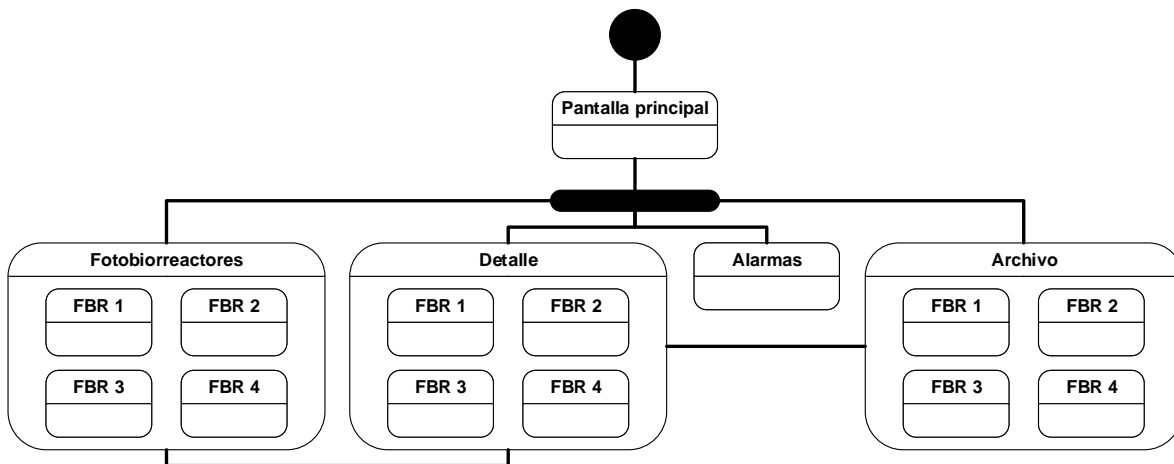 Pantalla principal
Fotobiorreactores
FBR 1
FBR 2
FBR 3
FBR 4
Detalle
FBR 1
FBR 2
FBR 3
FBR 4
Alarmas
Archivo
FBR 1
FBR 2
FBR 3
FBR 4